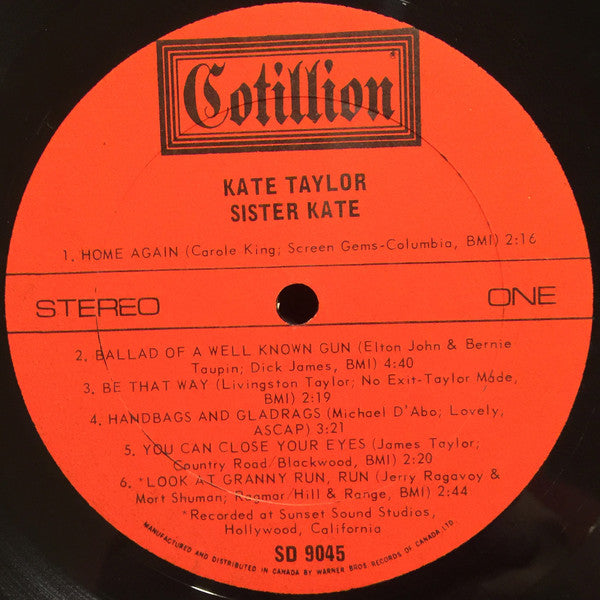 Cotillion
KATE TAYLOR
SISTER KATE
1. HOME AGAIN (Carole King; Screen Gems-Columbia, BMI) 2:16
STEREO ONE
2. BALLAD OF A WELL KNOWN GUN (Elton John & Bernie
Taupin; Dick James, BMI) 4:40
3. BE THAT WAY (Livingston Taylor; No Exit-Taylor Made,
BMI) 2:19
4. HANDBAGS AND GLADRAGS (Michael D'Abo; Lovely,
ASCAP) 3:21
5. YOU CAN CLOSE YOUR EYES (James Taylor;
Country Road/Blackwood, BMI) 2:20
6. *LOOK AT GRANNY RUN, RUN (Jerry Ragavoy &
Mort Shuman; Ragmar/Hill & Range, BMI) 2:44
*Recorded at Sunset Sound Studios,
Hollywood, California
SD 9045
MANUFACTURED AND DISTRIBUTED IN CANADA BY WARNER BROS. RECORDS OF CANADA, LTD.